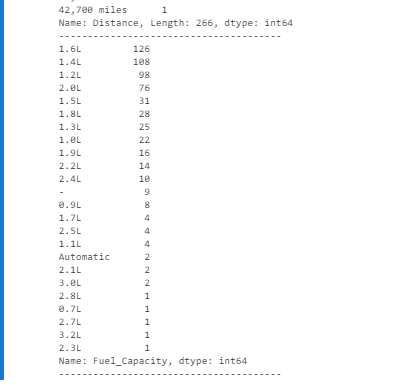 42,700 miles 1
Name: Distance, Length: 266, dtype: int64
--------------------------------------
1.6L 126
1.4L 108
1.2L 98
2.0L 76
1.5L 31
1.8L 28
1.3L 25
1.0L 22
1.9L 16
2.2L 14
2.4L 10
- 9
0.9L 8
1.7L 4
2.5L 4
1.1L 4
Automatic 2
2.1L 2
3.0L 2
2.8L 1
0.7L 1
2.7L 1
3.2L 1
2.3L 1
Name: Fuel_Capacity, dtype: int64
--------------------------------------